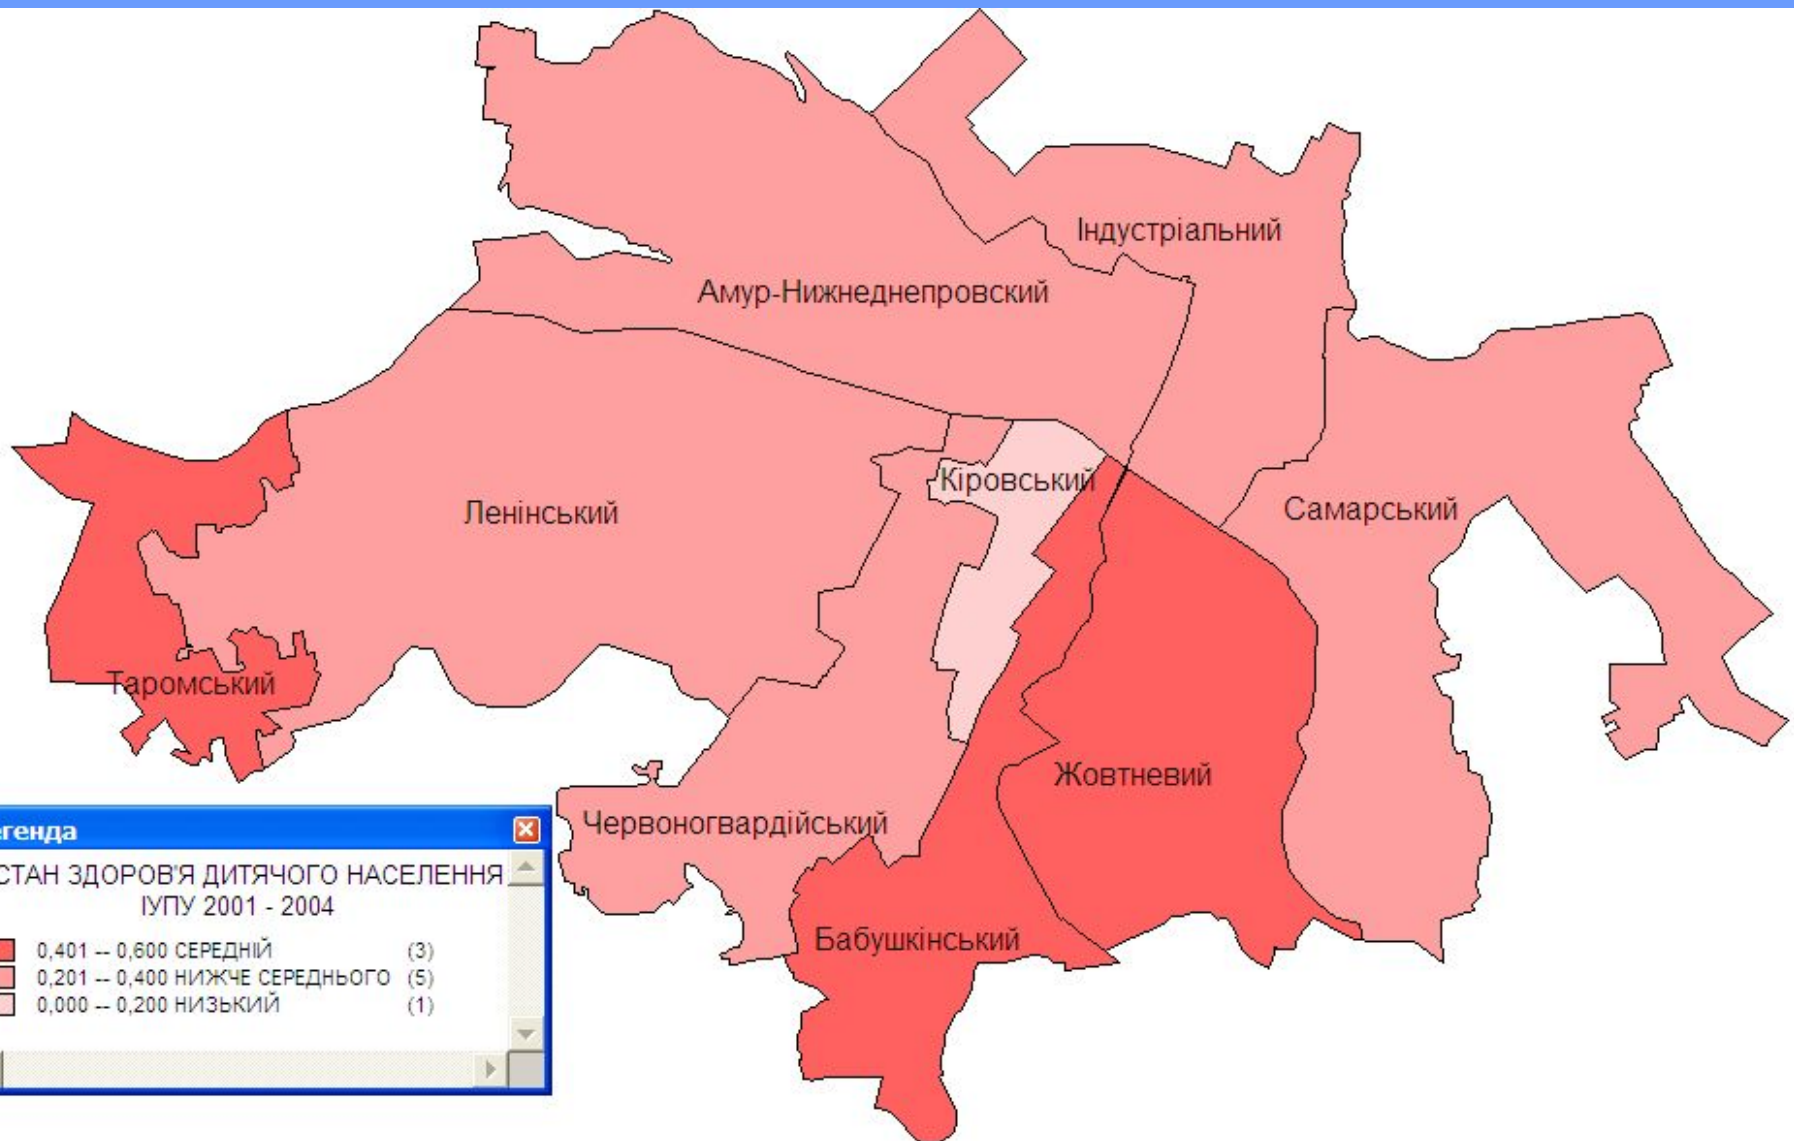 Індустріальний
Амур-Нижнеднепровский
Кіровський
Ленінський
Самарський
Таромський
Жовтневий
Червоногвардійський
Бабушкінський
егенда
СТАН ЗДОРОВ'Я ДИТЯЧОГО НАСЕЛЕННЯ
ІУПУ 2001 - 2004
0,401 -- 0,600 СЕРЕДНІЙ (3)
0,201 -- 0,400 НИЖЧЕ СЕРЕДНЬОГО (5)
0,000 -- 0,200 НИЗЬКИЙ (1)